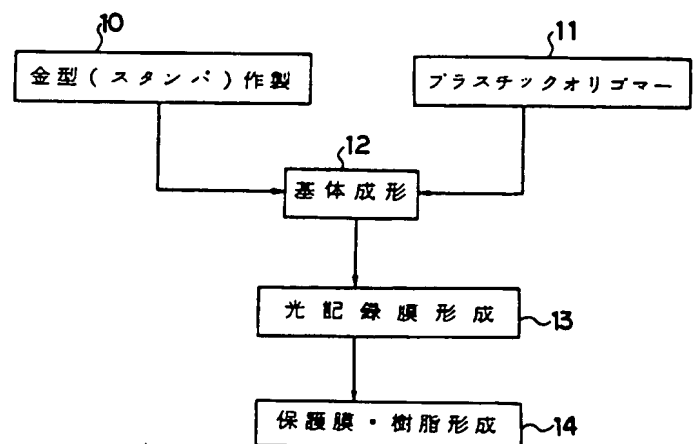 10
金型(スタンパ)作製
11
プラスチックオリゴマー
12
基体成形
光記録膜形成
13
保護膜・樹脂形成
14